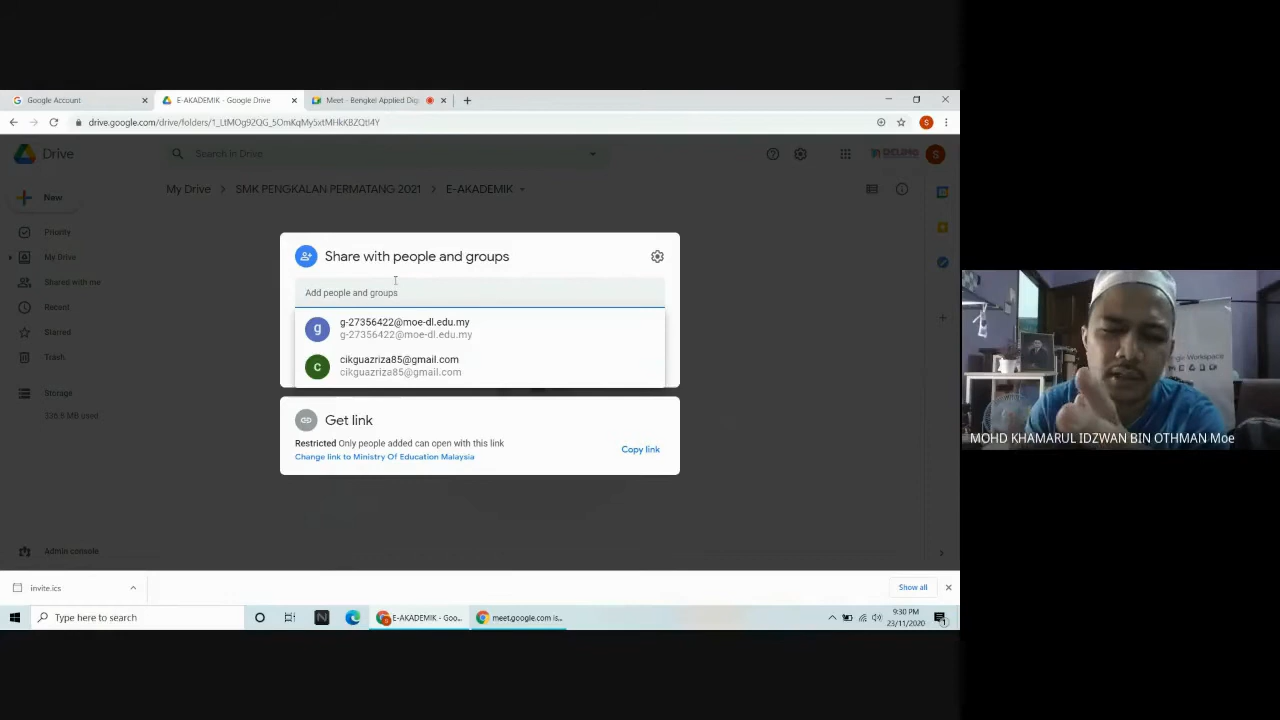 Google Account
E-AKADEMIK - Google Drive
Meet - Bengkel Applied Dig
drive.google.com/drive/folders/1_LtMOg92QG_5OmKqMy5xtMHkKBZQtl4Y
S
Drive
Search in Drive
S
New
My Drive
SMK PENGKALAN PERMATANG 2021
E-AKADEMIK
Priority
My Drive
Shared with me
Recent
Starred
Trash
Storage
Admin console
Share with people and groups
Add people and groups
g
g-27356422@moe-dl.edu.my
g-27356422@moe-dl.edu.my
c
cikguazriza85@gmail.com
cikguazriza85@gmail.com
Get link
Restricted Only people added can open with this link
Change link to Ministry Of Education Malaysia
Copy link
MOHD KHAMARUL IDZWAN BIN OTHMAN Moe
invite.ics
Show all
Type here to search
E-AKADEMIK - Goo...
meet.google.com is...
9:30 PM
23/11/2020